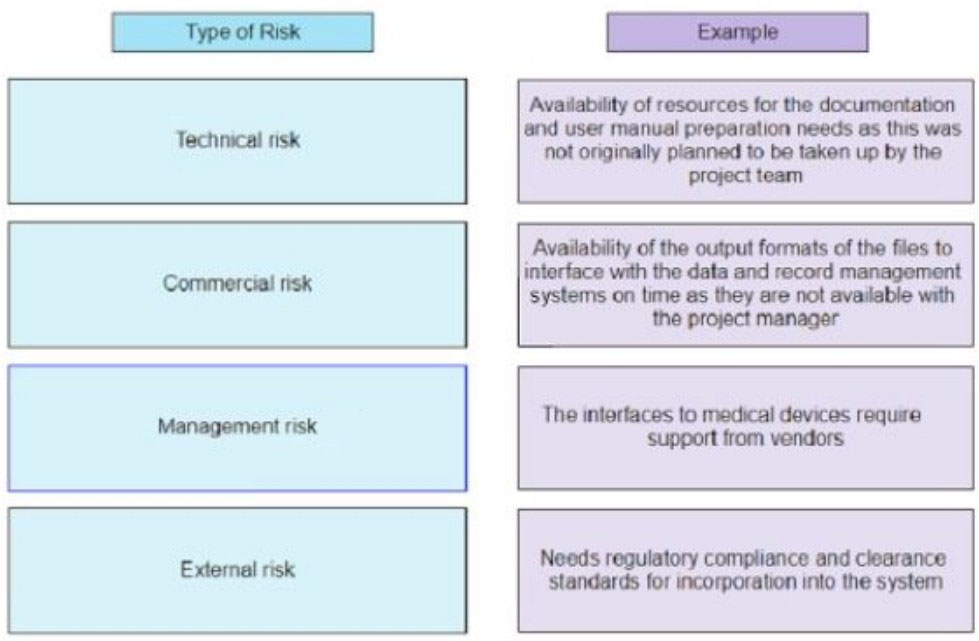 Type of Risk
Example
Technical risk
Availability of resources for the documentation
and user manual preparation needs as this was
not originally planned to be taken up by the
project team
Commercial risk
Availability of the output formats of the files to
interface with the data and record management
systems on time as they are not available with
the project manager
Management risk
The interfaces to medical devices require
support from vendors
External risk
Needs regulatory compliance and clearance
standards for incorporation into the system